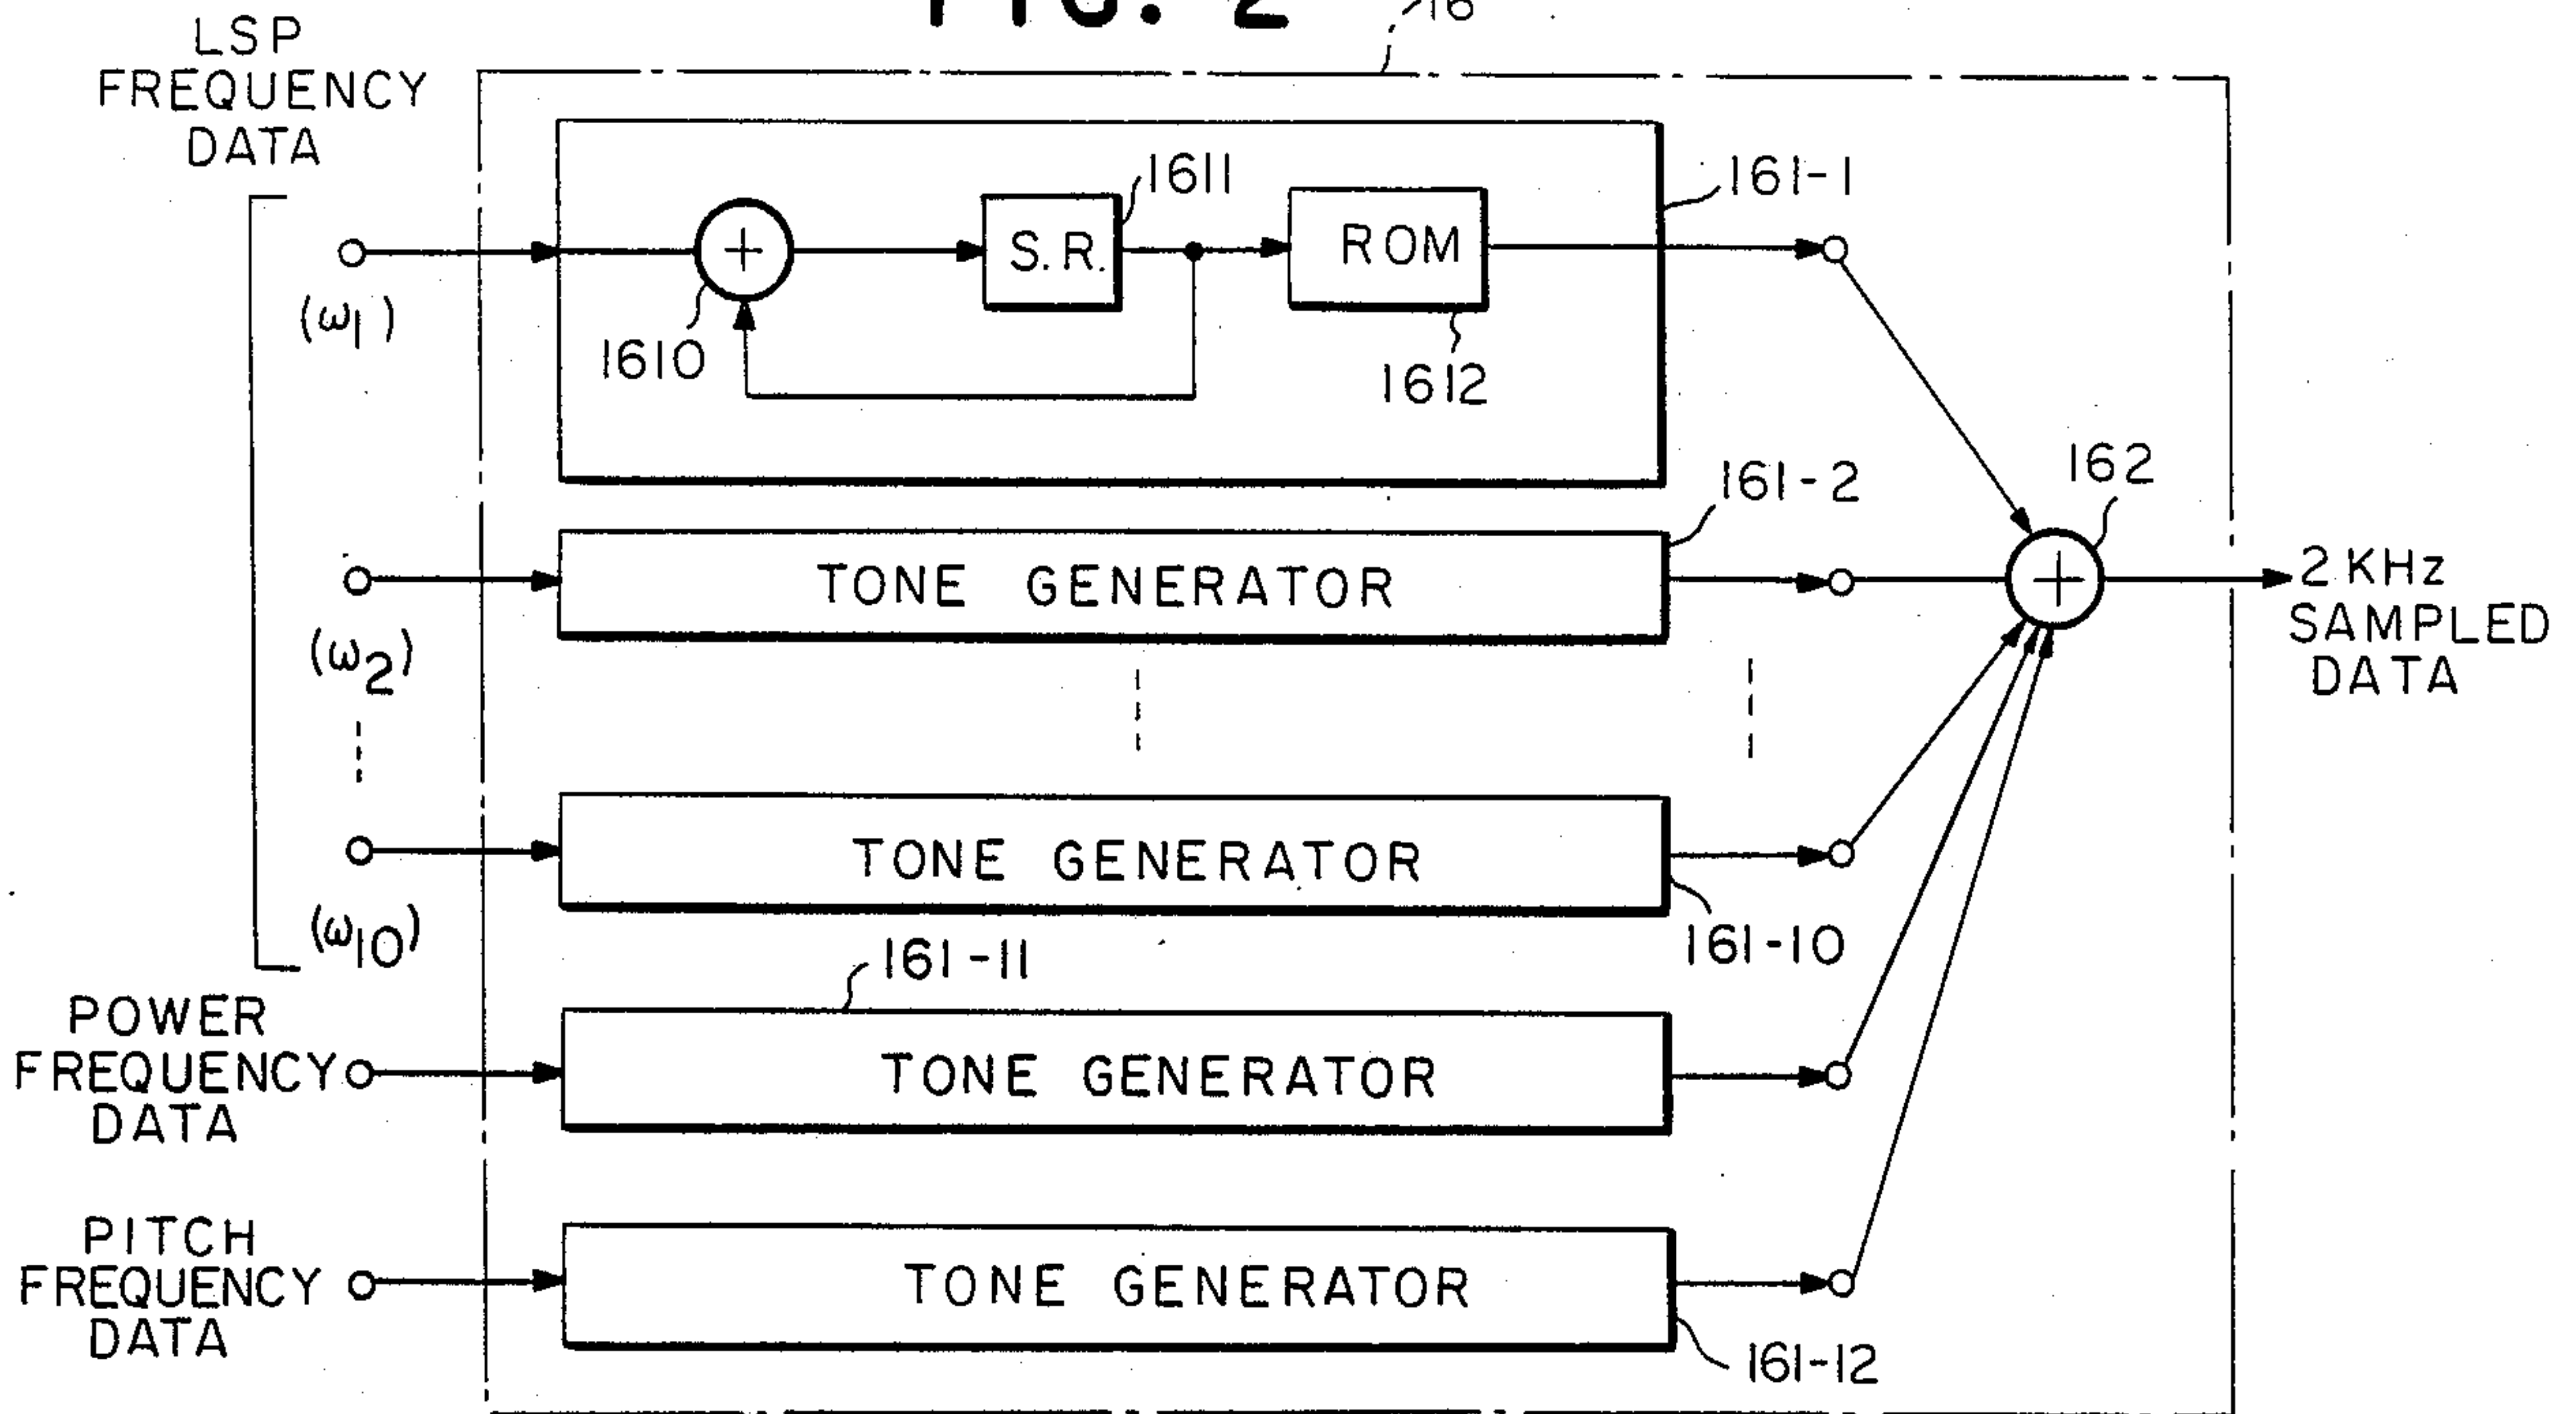 FIG. 2
16
LSP
FREQUENCY
DATA
1611
161-1
S.R.
ROM
(ω1)
1610
1612
161-2
162
TONE GENERATOR
2 KHz
SAMPLED
DATA
(ω2)
TONE GENERATOR
(ω10)
161-10
161-11
POWER
FREQUENCY
DATA
TONE GENERATOR
PITCH
FREQUENCY
DATA
TONE GENERATOR
161-12